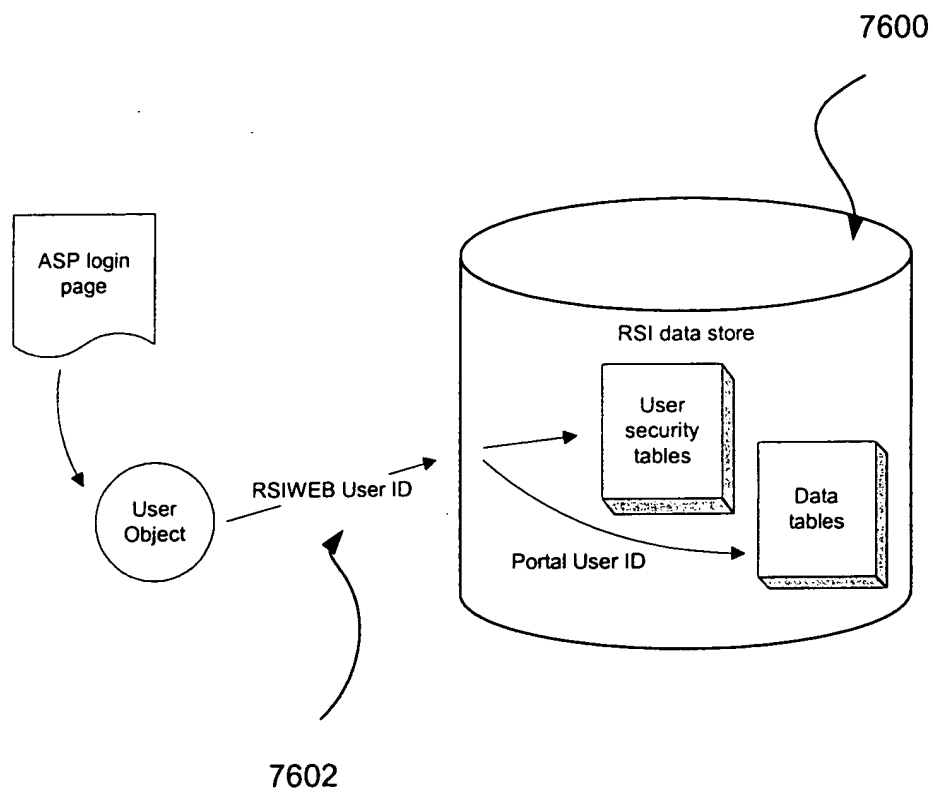 7600
ASP login
page
RSI data store
User
security
tables
RSIWEB User ID
User
Object
Data
tables
Portal User ID
7602